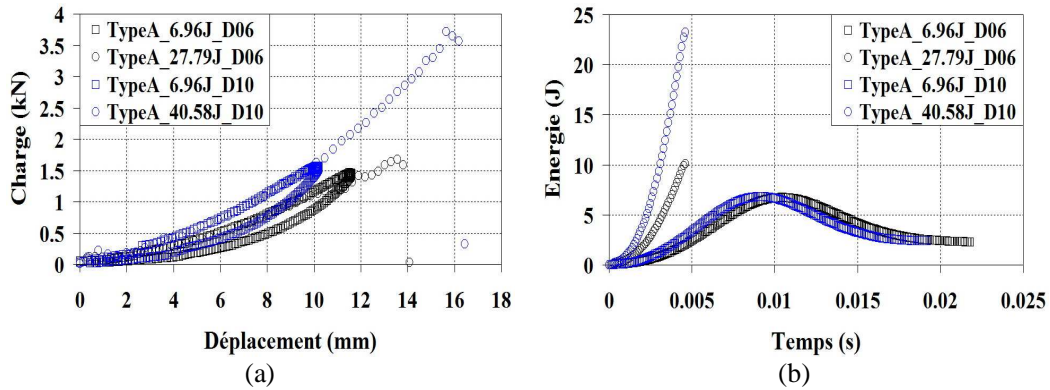 4
3.5
3
2.5
2
1.5
1
0.5
0
0 2 4 6 8 10 12 14 16 18
Charge (kN)
Déplacement (mm)
TypeA_6.96J_D06
TypeA_27.79J_D06
TypeA_6.96J_D10
TypeA_40.58J_D10
(a)
25
20
15
10
5
0
0 0.005 0.01 0.015 0.02 0.025
Energie (J)
Temps (s)
TypeA_6.96J_D06
TypeA_27.79J_D06
TypeA_6.96J_D10
TypeA_40.58J_D10
(b)